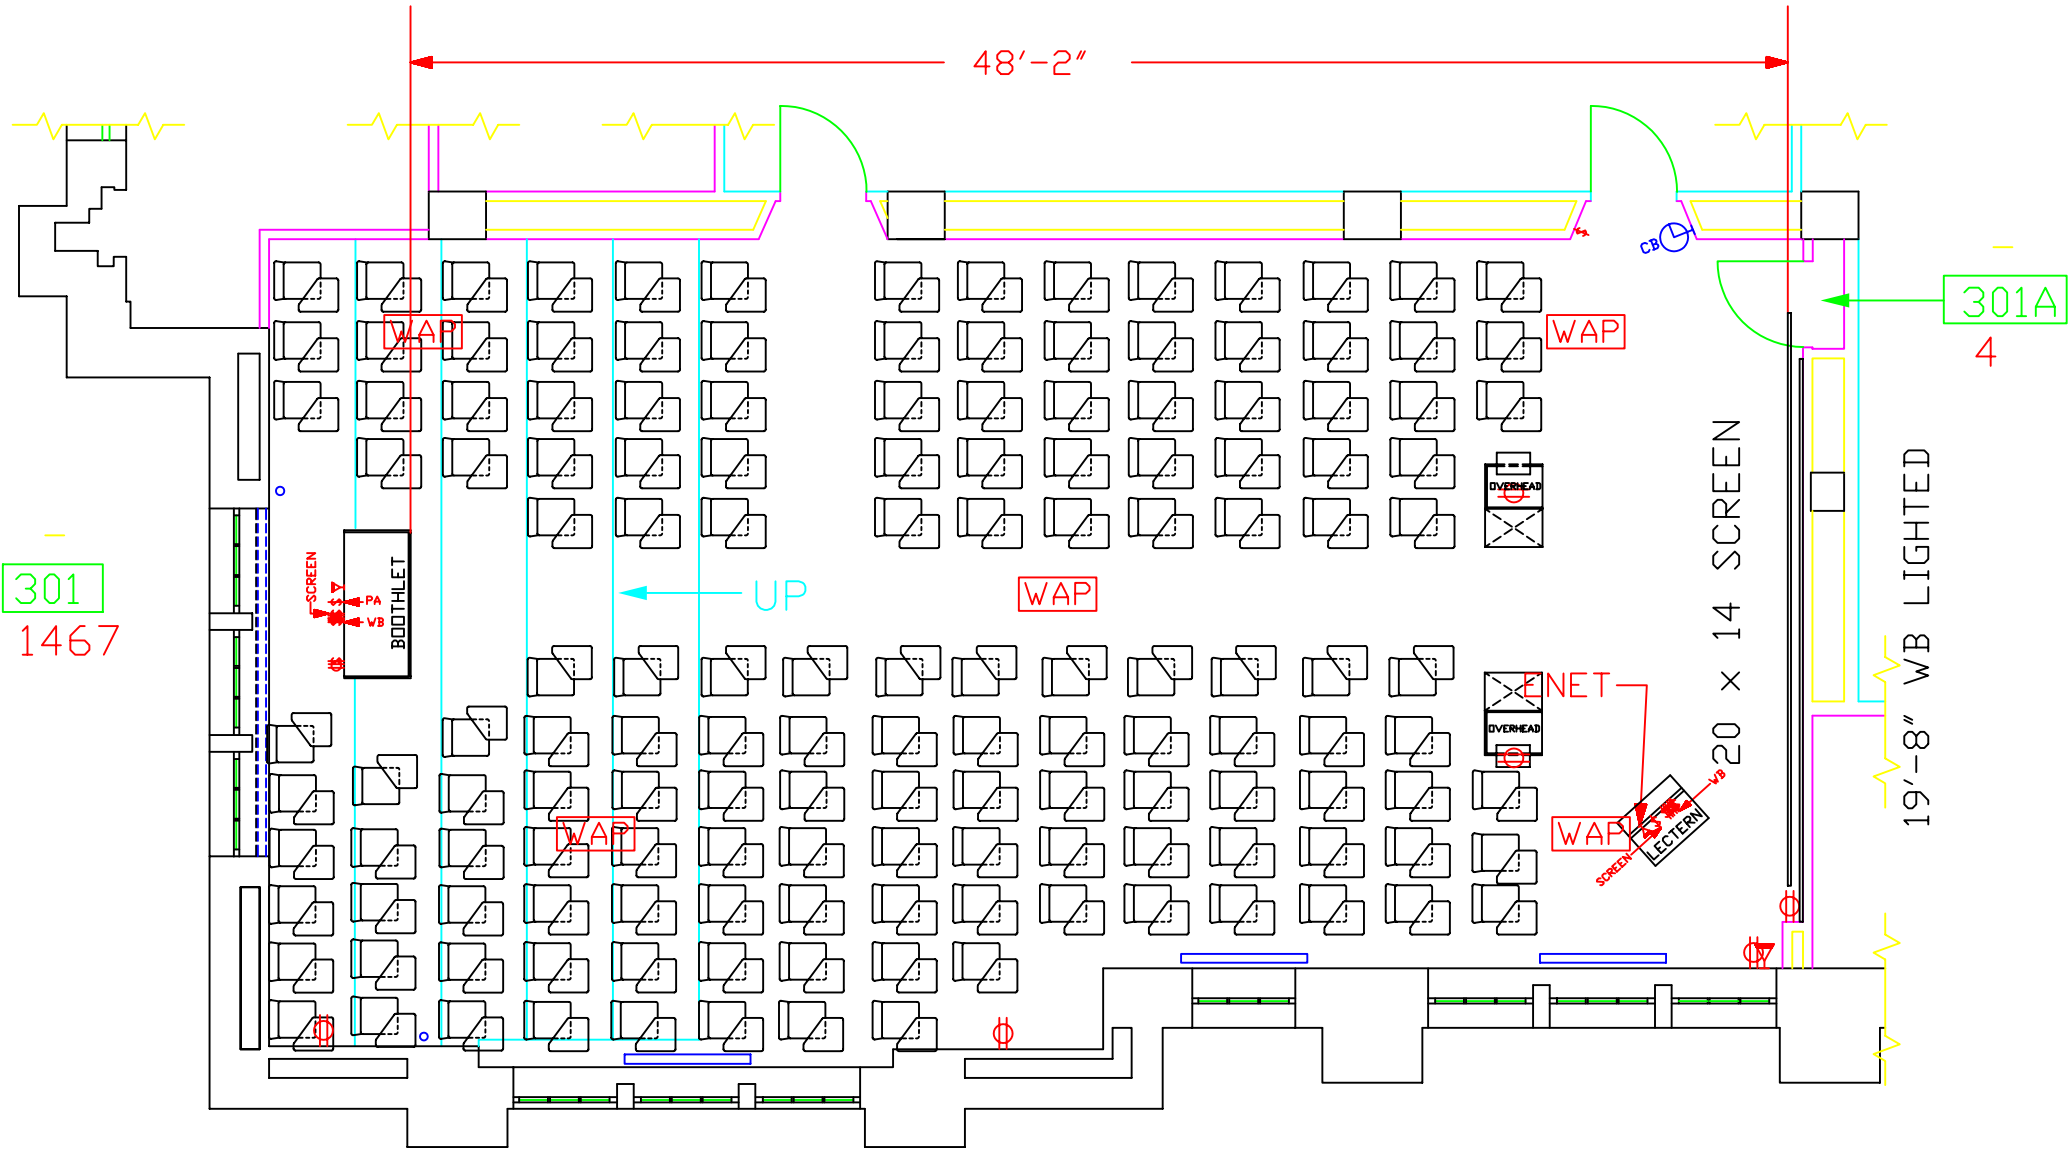 48'-2"
CB
301A
4
WAP
WAP
OVERHEAD
20 x 14 SCREEN
19'-8" WB LIGHTED
301
1467
SCREEN
PA
WB
BOOTHLET
UP
WAP
ENET
OVERHEAD
WB
WAP
WAP
LECTERN
SCREEN